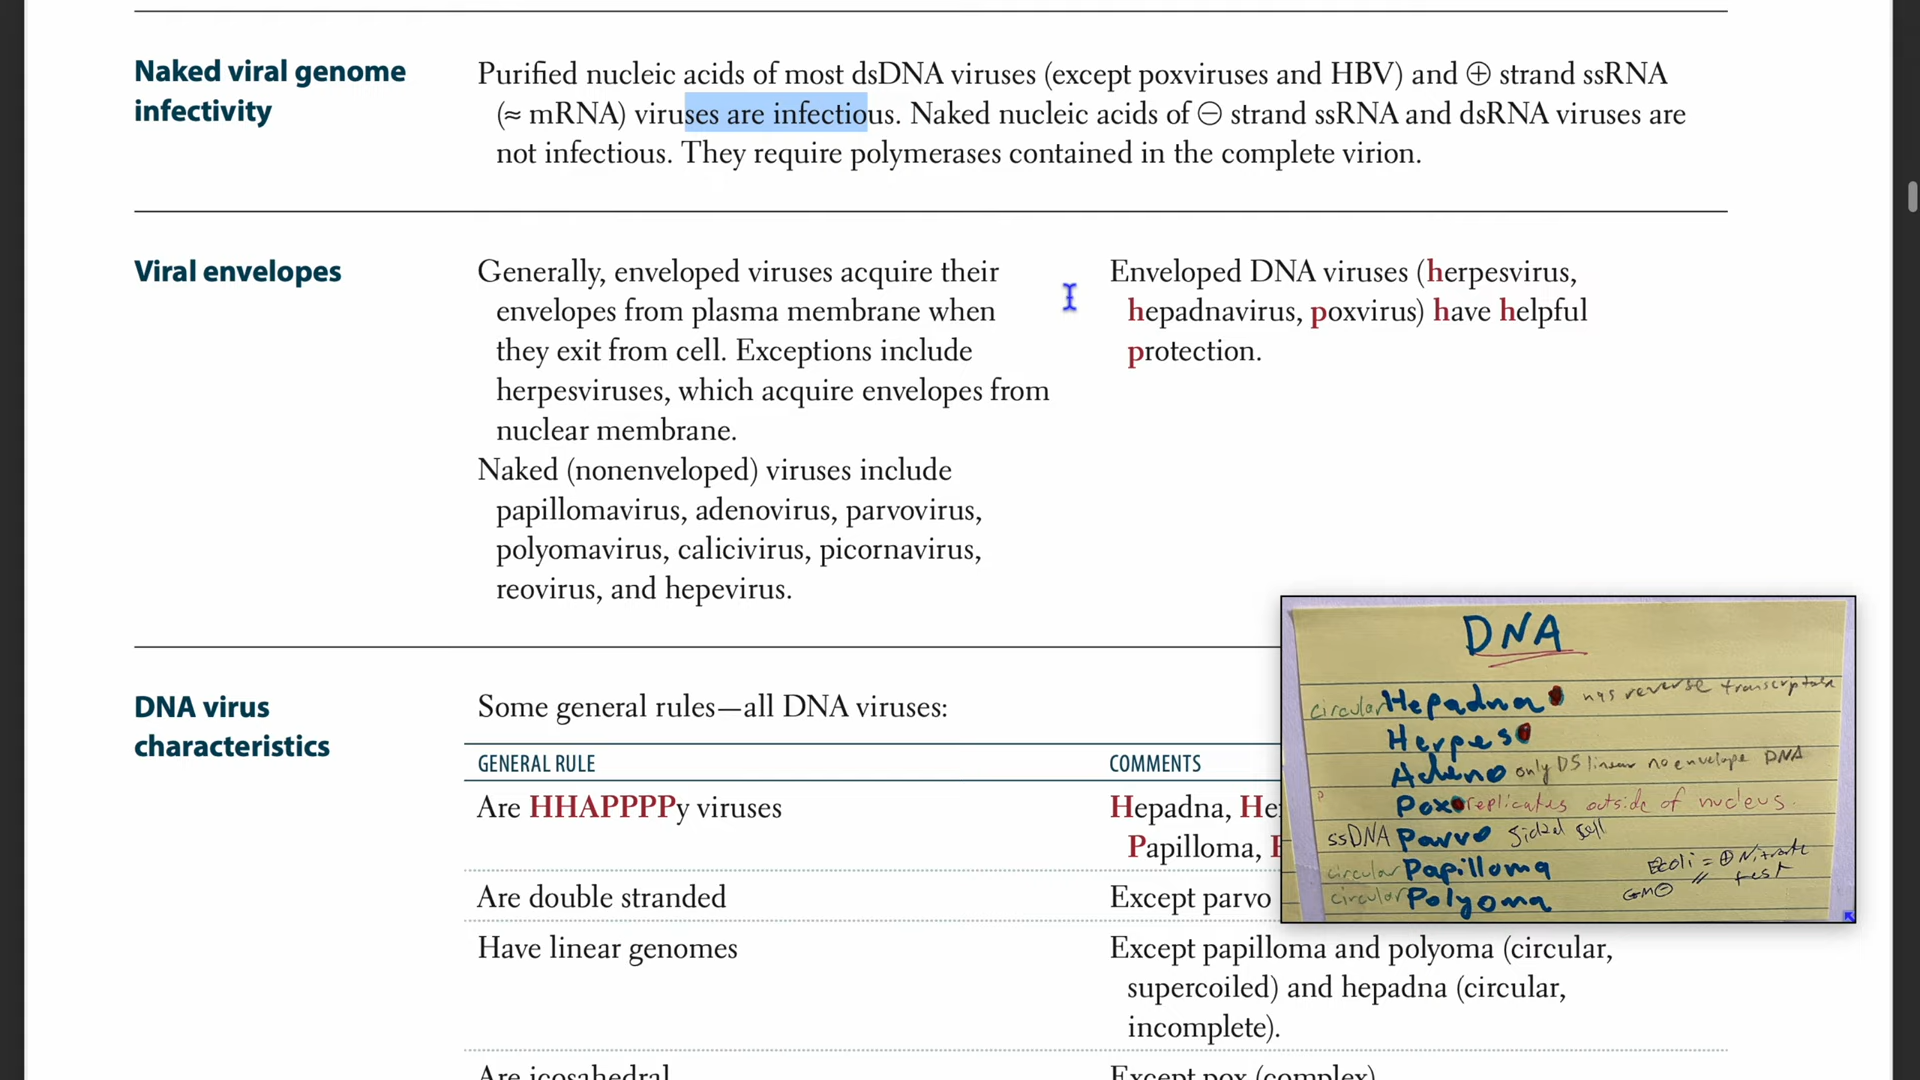 Naked viral genome
infectivity
Purified nucleic acids of most dsDNA viruses (except poxviruses and HBV) and ⊕ strand ssRNA
(≈ mRNA) viruses are infectious. Naked nucleic acids of ⊖ strand ssRNA and dsRNA viruses are
not infectious. They require polymerases contained in the complete virion.
Viral envelopes
Generally, enveloped viruses acquire their
envelopes from plasma membrane when
they exit from cell. Exceptions include
herpesviruses, which acquire envelopes from
nuclear membrane.
Naked (nonenveloped) viruses include
papillomavirus, adenovirus, parvovirus,
polyomavirus, calicivirus, picornavirus,
reovirus, and hepevirus.
Enveloped DNA viruses (herpesvirus,
hepadnavirus, poxvirus) have helpful
protection.
DNA virus
characteristics
Some general rules—all DNA viruses:
GENERAL RULE
COMMENTS
Are HHAPPPPy viruses
Hepadna, He
Papilloma, P
Are double stranded
Except parvo
Have linear genomes
Except papilloma and polyoma (circular,
supercoiled) and hepadna (circular,
incomplete).
Are icosahedral
Except pox (complex)
DNA
circular Hepadna has reverse transcriptase
Herpes
Adeno only DS linear no envelope DNA
Pox replicates outside of nucleus.
ssDNA Parvo
circular Papilloma
circular Polyoma
Ecoli = ⊕ Nitrate
test
GM⊖